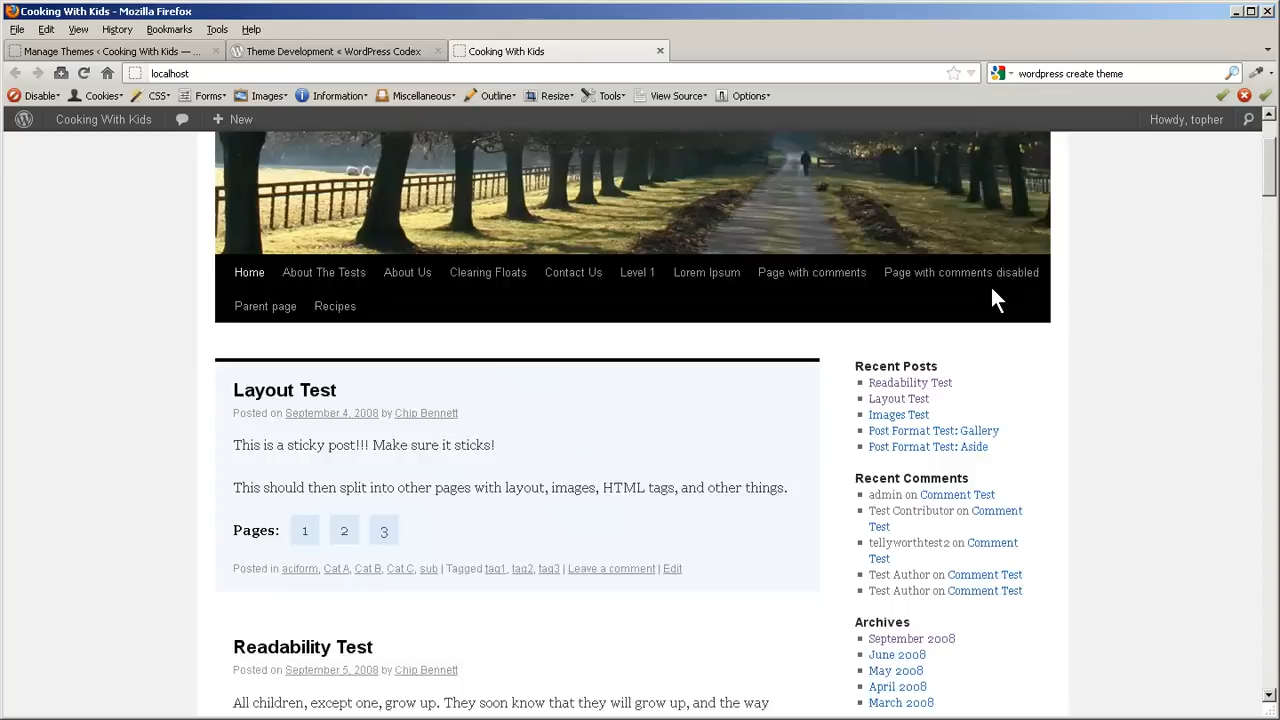 Cooking With Kids - Mozilla Firefox
File Edit View History Bookmarks Tools Help
Manage Themes ‹ Cooking With Kids — ... Theme Development « WordPress Codex Cooking With Kids
localhost wordpress create theme
Disable Cookies CSS Forms Images Information Miscellaneous Outline Resize Tools View Source Options
Cooking With Kids New Howdy, topher
Home About The Tests About Us Clearing Floats Contact Us Level 1 Lorem Ipsum Page with comments Page with comments disabled
Parent page Recipes
Layout Test
Posted on September 4, 2008 by Chip Bennett
This is a sticky post!!! Make sure it sticks!
This should then split into other pages with layout, images, HTML tags, and other things.
Pages: 1 2 3
Posted in aciform, Cat A, Cat B, Cat C, sub | Tagged tag1, tag2, tag3 | Leave a comment | Edit
Readability Test
Posted on September 5, 2008 by Chip Bennett
All children, except one, grow up. They soon know that they will grow up, and the way
Recent Posts
Readability Test
Layout Test
Images Test
Post Format Test: Gallery
Post Format Test: Aside
Recent Comments
admin on Comment Test
Test Contributor on Comment
Test
tellyworthtest2 on Comment
Test
Test Author on Comment Test
Test Author on Comment Test
Archives
September 2008
June 2008
May 2008
April 2008
March 2008